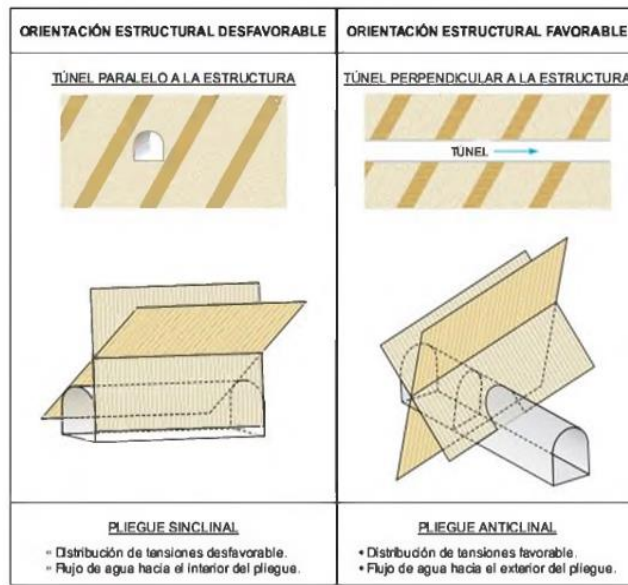 ORIENTACIÓN ESTRUCTURAL DESFAVORABLE
TÚNEL PARALELO A LA ESTRUCTURA
PLIEGUE SINCLINAL
▫ Distribución de tensiones desfavorable.
▫ Flujo de agua hacia el interior del pliegue.
ORIENTACIÓN ESTRUCTURAL FAVORABLE
TÚNEL PERPENDICULAR A LA ESTRUCTURA
TÚNEL
PLIEGUE ANTICLINAL
• Distribución de tensiones favorable.
• Flujo de agua hacia el exterior del pliegue.